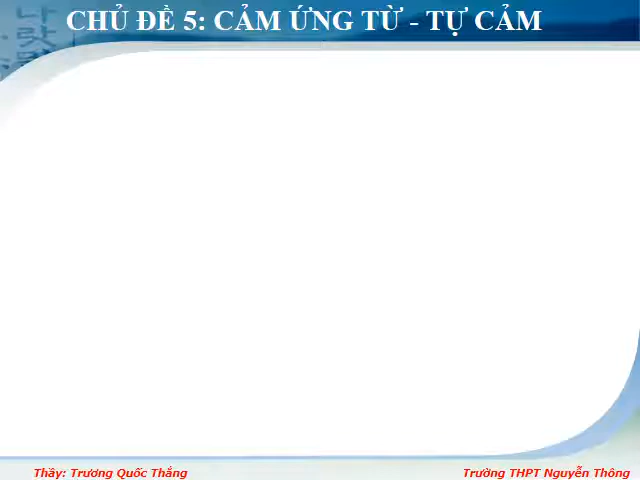 CHỦ ĐỀ 5: CẢM ỨNG TỪ - TỰ CẢM
Thầy: Trương Quốc Thắng
Trường THPT Nguyễn Thông